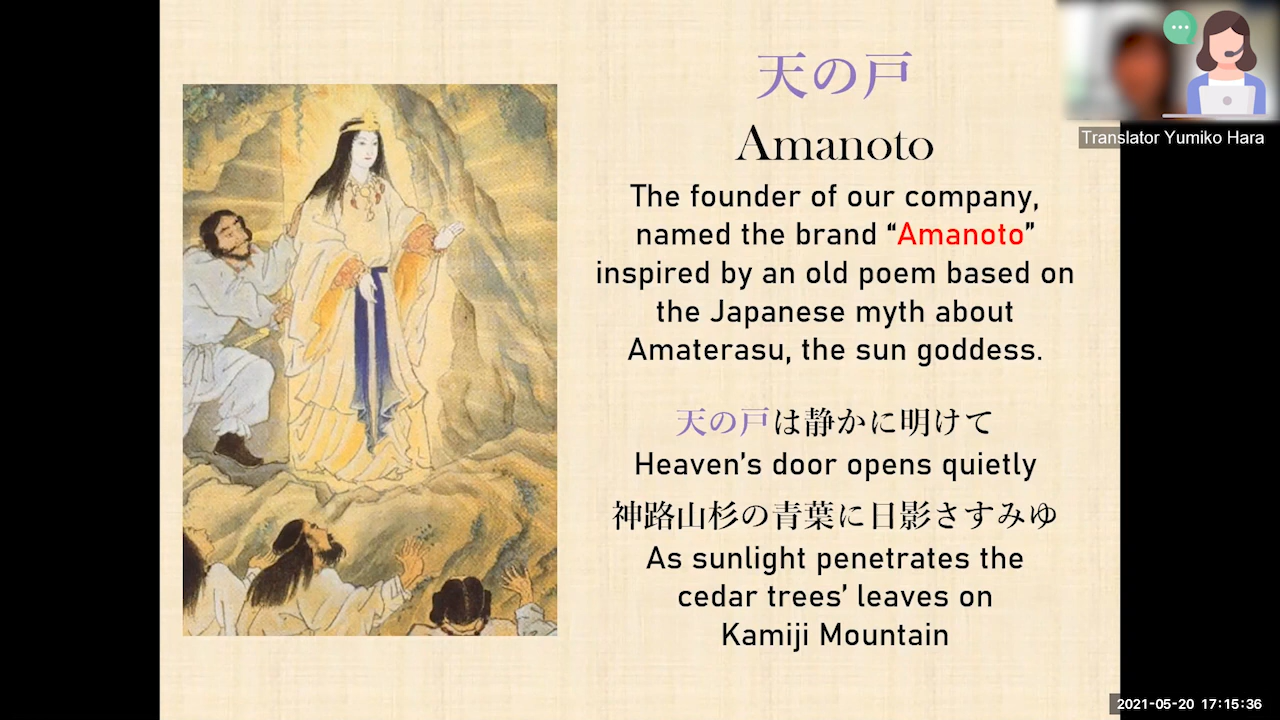 天の戸
Amanoto
The founder of our company,
named the brand “Amanoto”
inspired by an old poem based on
the Japanese myth about
Amaterasu, the sun goddess.
天の戸は静かに明けて
Heaven’s door opens quietly
神路山杉の青葉に日影さすみゆ
As sunlight penetrates the
cedar trees’ leaves on
Kamiji Mountain
Translator Yumiko Hara
2021-05-20 17:15:36